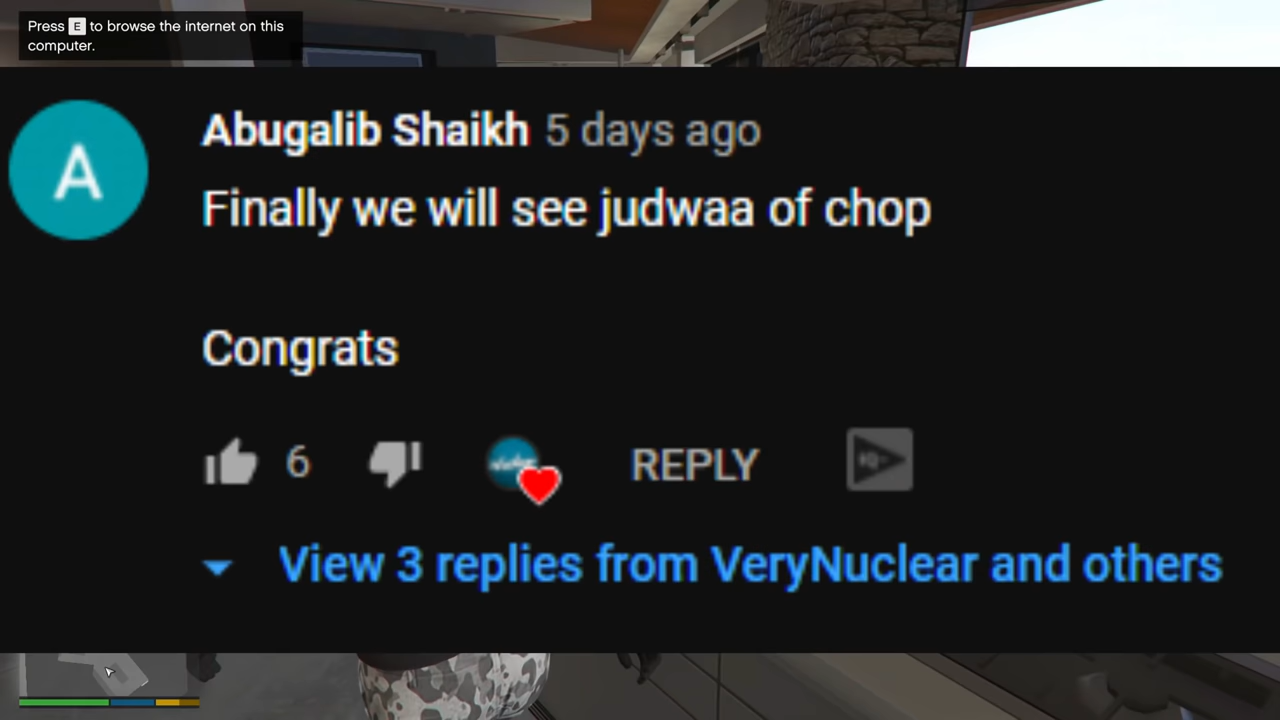 Press E to browse the internet on this
computer.
A
Abugalib Shaikh 5 days ago
Finally we will see judwaa of chop
Congrats
6 REPLY
View 3 replies from VeryNuclear and others